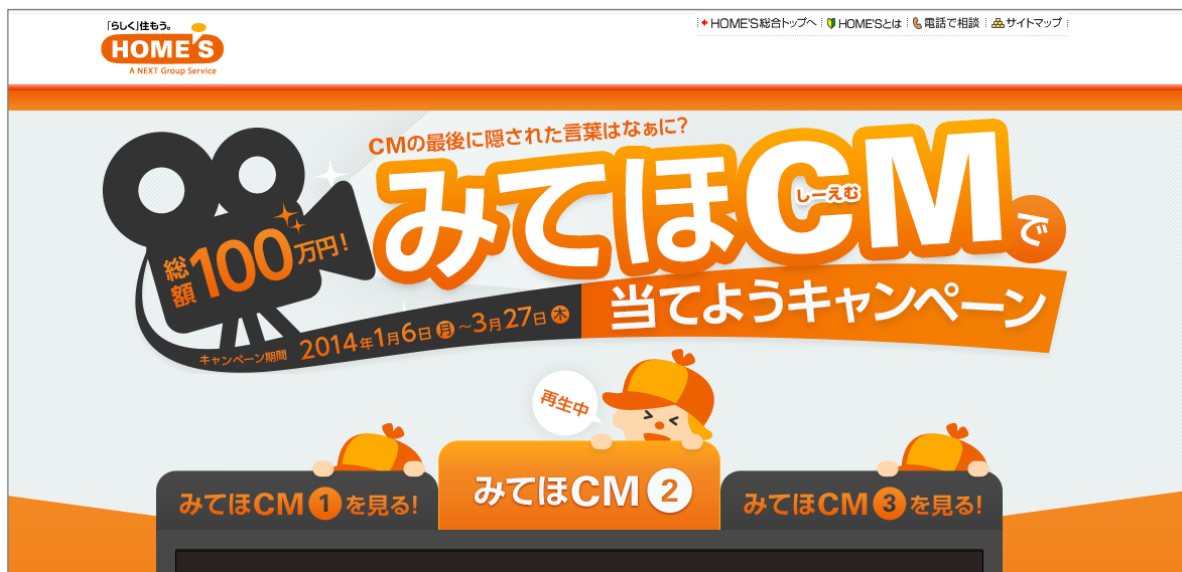 「らしく」住もう。
HOME'S
A NEXT Group Service
HOME'S総合トップへ
HOME'Sとは
電話で相談
サイトマップ
CMの最後に隠された言葉はなぁに?
みてほCMで
しーえむ
総額100万円!
当てようキャンペーン
キャンペーン期間 2014年1月6日月~3月27日木
再生中
みてほCM1を見る!
みてほCM2
みてほCM3を見る!